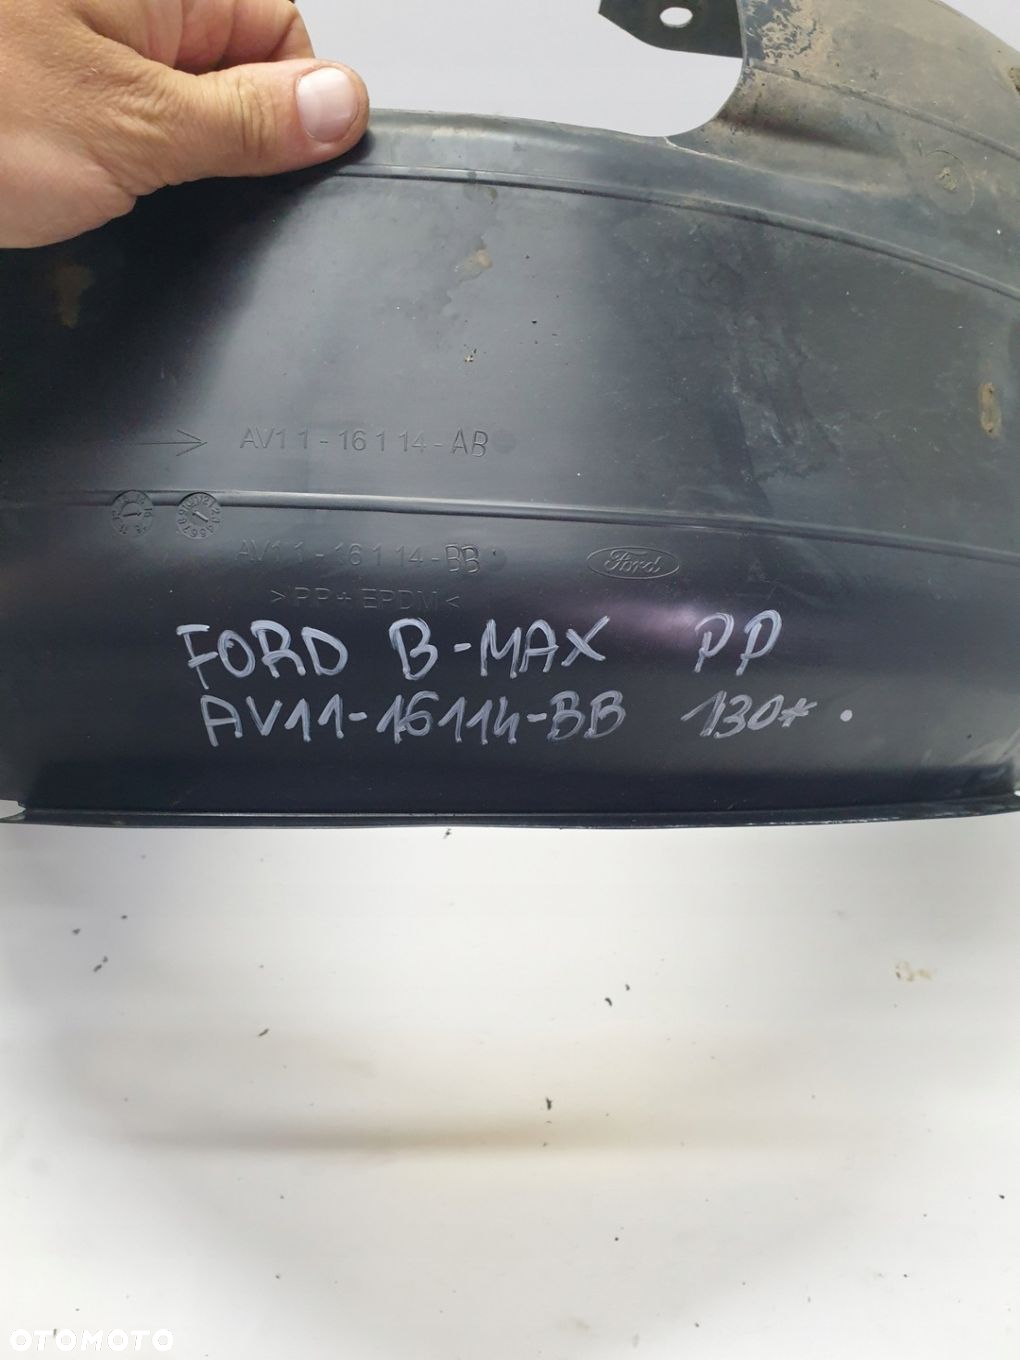 AV11-16114-AB
AV11-16114-BB
Ford
>PP+EPDM<
FORD B-MAX PP
AV11-16114-BB 130* .
OTOMOTO